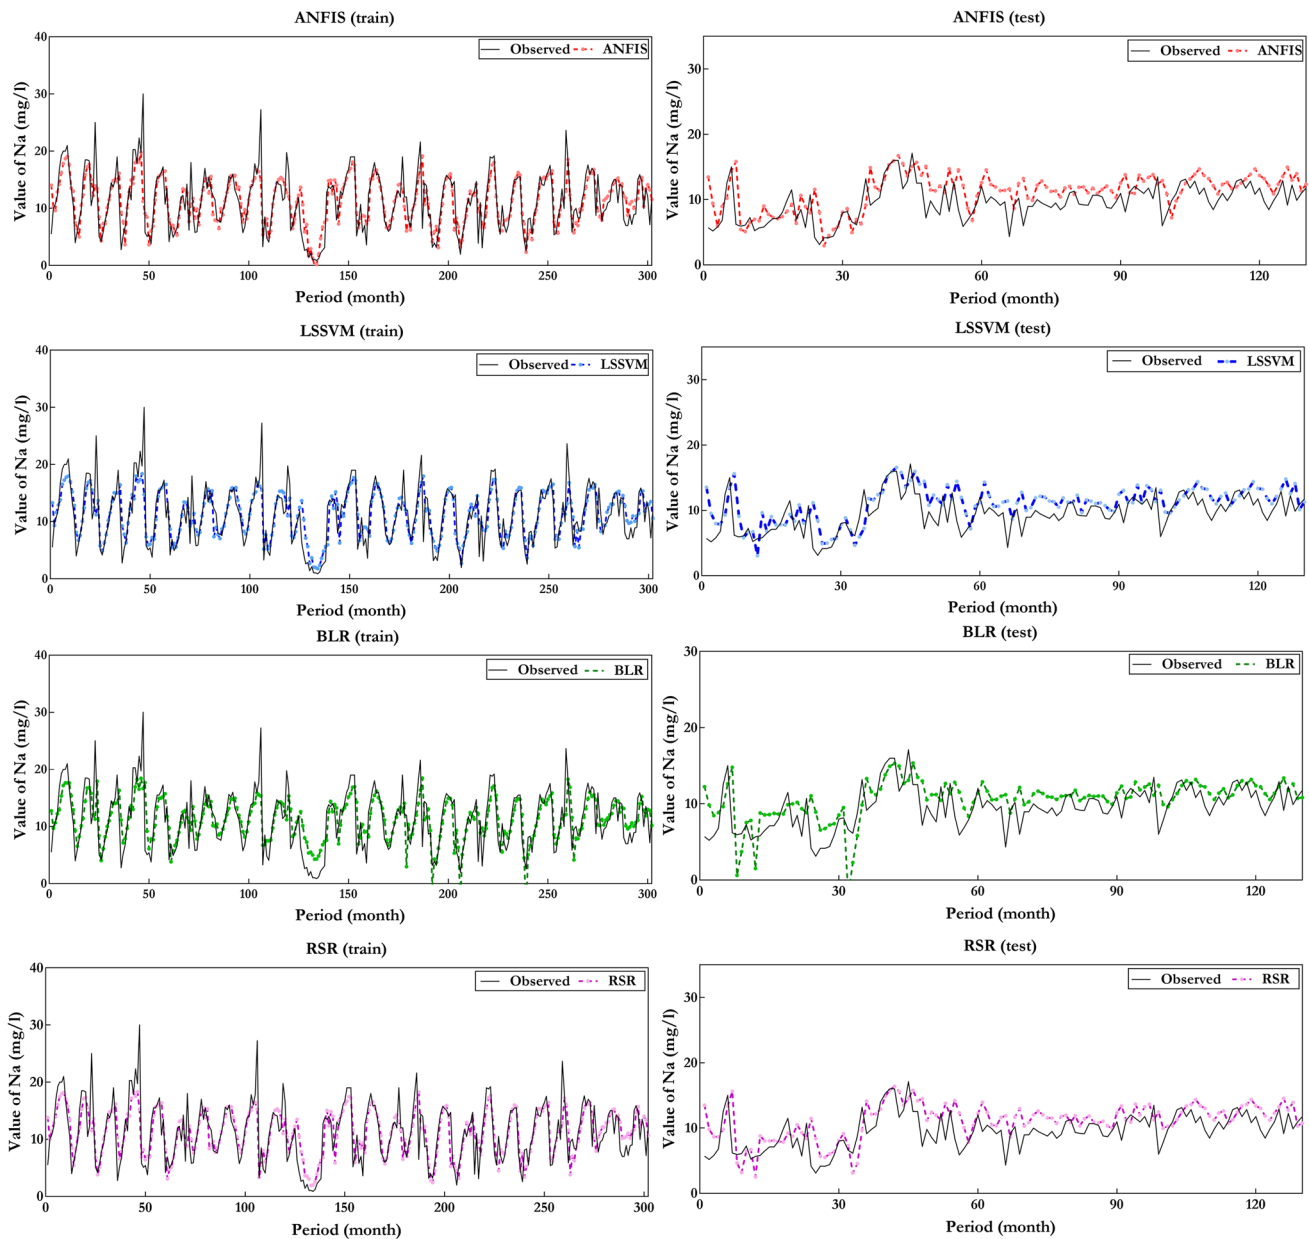 ANFIS (train)
Value of Na (mg/l)
40
30
20
10
0
Observed ANFIS
0 50 100 150 200 250 300
Period (month)
ANFIS (test)
Value of Na (mg/l)
30
20
10
0
Observed ANFIS
0 30 60 90 120
Period (month)
LSSVM (train)
Value of Na (mg/l)
40
30
20
10
0
Observed LSSVM
0 50 100 150 200 250 300
Period (month)
LSSVM (test)
Value of Na (mg/l)
30
20
10
0
Observed LSSVM
0 30 60 90 120
Period (month)
BLR (train)
Value of Na (mg/l)
40
30
20
10
0
Observed BLR
0 50 100 150 200 250 300
Period (month)
BLR (test)
Value of Na (mg/l)
30
20
10
0
Observed BLR
0 30 60 90 120
Period (month)
RSR (train)
Value of Na (mg/l)
40
30
20
10
0
Observed RSR
0 50 100 150 200 250 300
Period (month)
RSR (test)
Value of Na (mg/l)
30
20
10
0
Observed RSR
0 30 60 90 120
Period (month)